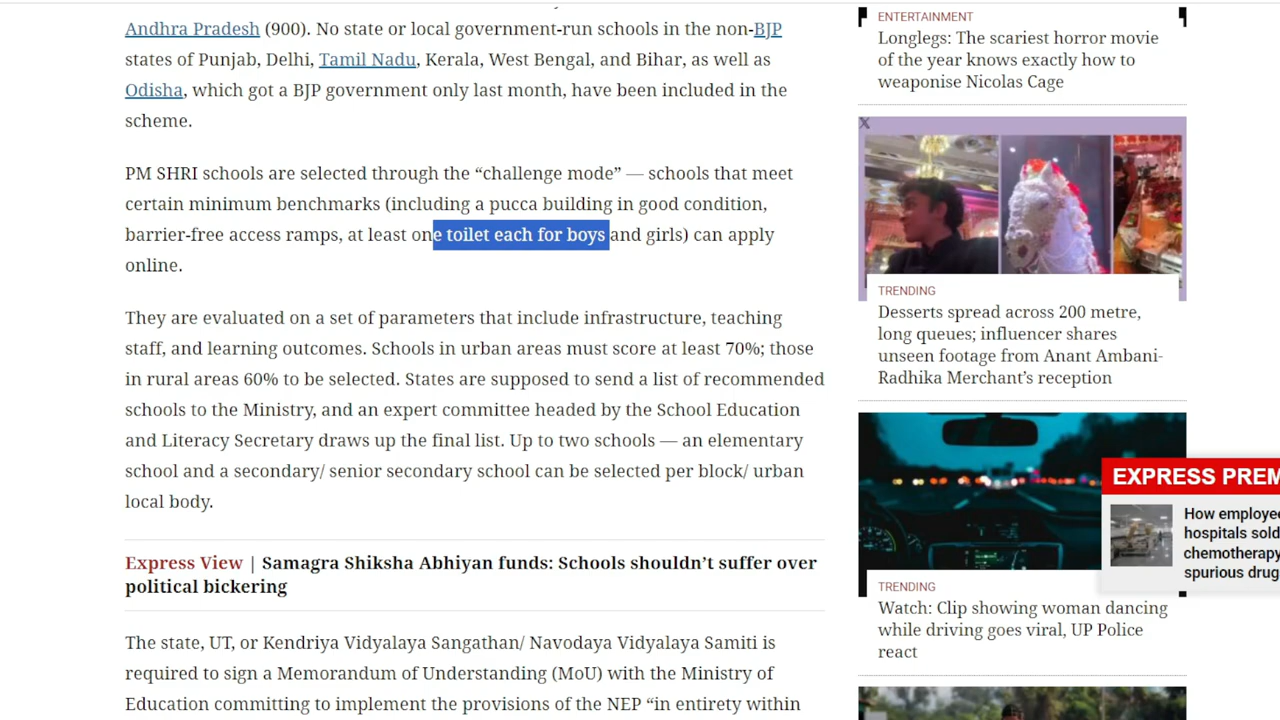 Andhra Pradesh (900). No state or local government-run schools in the non-BJP
states of Punjab, Delhi, Tamil Nadu, Kerala, West Bengal, and Bihar, as well as
Odisha, which got a BJP government only last month, have been included in the
scheme.
PM SHRI schools are selected through the “challenge mode” — schools that meet
certain minimum benchmarks (including a pucca building in good condition,
barrier-free access ramps, at least one toilet each for boys and girls) can apply
online.
They are evaluated on a set of parameters that include infrastructure, teaching
staff, and learning outcomes. Schools in urban areas must score at least 70%; those
in rural areas 60% to be selected. States are supposed to send a list of recommended
schools to the Ministry, and an expert committee headed by the School Education
and Literacy Secretary draws up the final list. Up to two schools — an elementary
school and a secondary/ senior secondary school can be selected per block/ urban
local body.
Express View | Samagra Shiksha Abhiyan funds: Schools shouldn’t suffer over
political bickering
The state, UT, or Kendriya Vidyalaya Sangathan/ Navodaya Vidyalaya Samiti is
required to sign a Memorandum of Understanding (MoU) with the Ministry of
Education committing to implement the provisions of the NEP “in entirety within
ENTERTAINMENT
Longlegs: The scariest horror movie
of the year knows exactly how to
weaponise Nicolas Cage
TRENDING
Desserts spread across 200 metre,
long queues; influencer shares
unseen footage from Anant Ambani-
Radhika Merchant’s reception
TRENDING
Watch: Clip showing woman dancing
while driving goes viral, UP Police
react
EXPRESS PREM
How employee
hospitals sold
chemotherapy
spurious drug